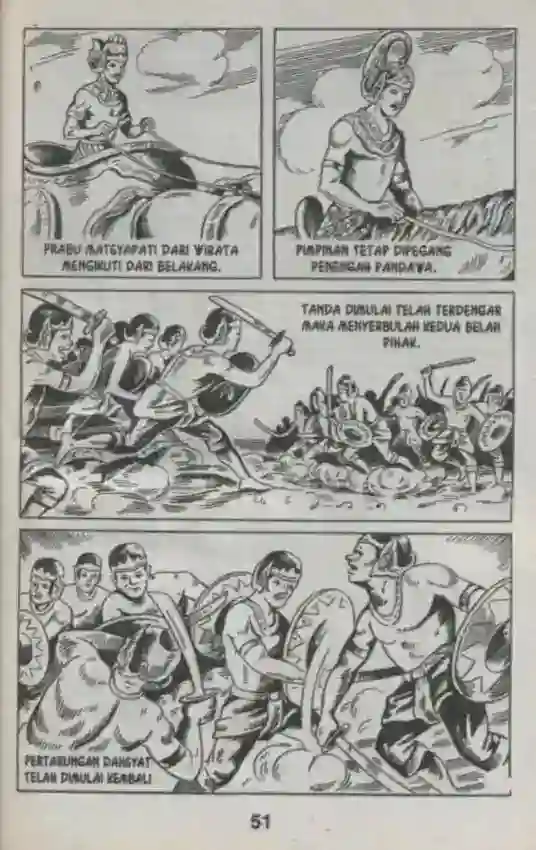 PRABU MATSYAPATI DARI WIRATA
MENGIKUTI DARI BELAKANG.
PIMPINAN TETAP DIPEGANG
PENENGAH PANDAWA.
TANDA DIMULAI TELAH TERDENGAR
MAKA MENYERBULAH KEDUA BELAH
PIHAK.
PERTARUNGAN DAHSYAT
TELAH DIMULAI KEMBALI
51